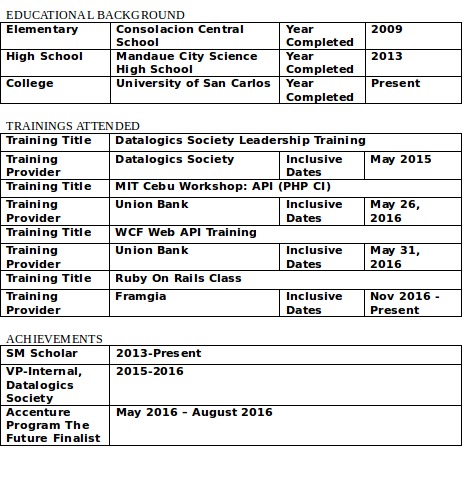 EDUCATIONAL BACKGROUND
Elementary Consolacion Central School Year Completed 2009
High School Mandaue City Science High School Year Completed 2013
College University of San Carlos Year Completed Present
TRAININGS ATTENDED
Training Title Datalogics Society Leadership Training
Training Provider Datalogics Society Inclusive Dates May 2015
Training Title MIT Cebu Workshop: API (PHP CI)
Training Provider Union Bank Inclusive Dates May 26, 2016
Training Title WCF Web API Training
Training Provider Union Bank Inclusive Dates May 31, 2016
Training Title Ruby On Rails Class
Training Provider Framgia Inclusive Dates Nov 2016 - Present
ACHIEVEMENTS
SM Scholar 2013-Present
VP-Internal, Datalogics Society 2015-2016
Accenture Program The Future Finalist May 2016 – August 2016